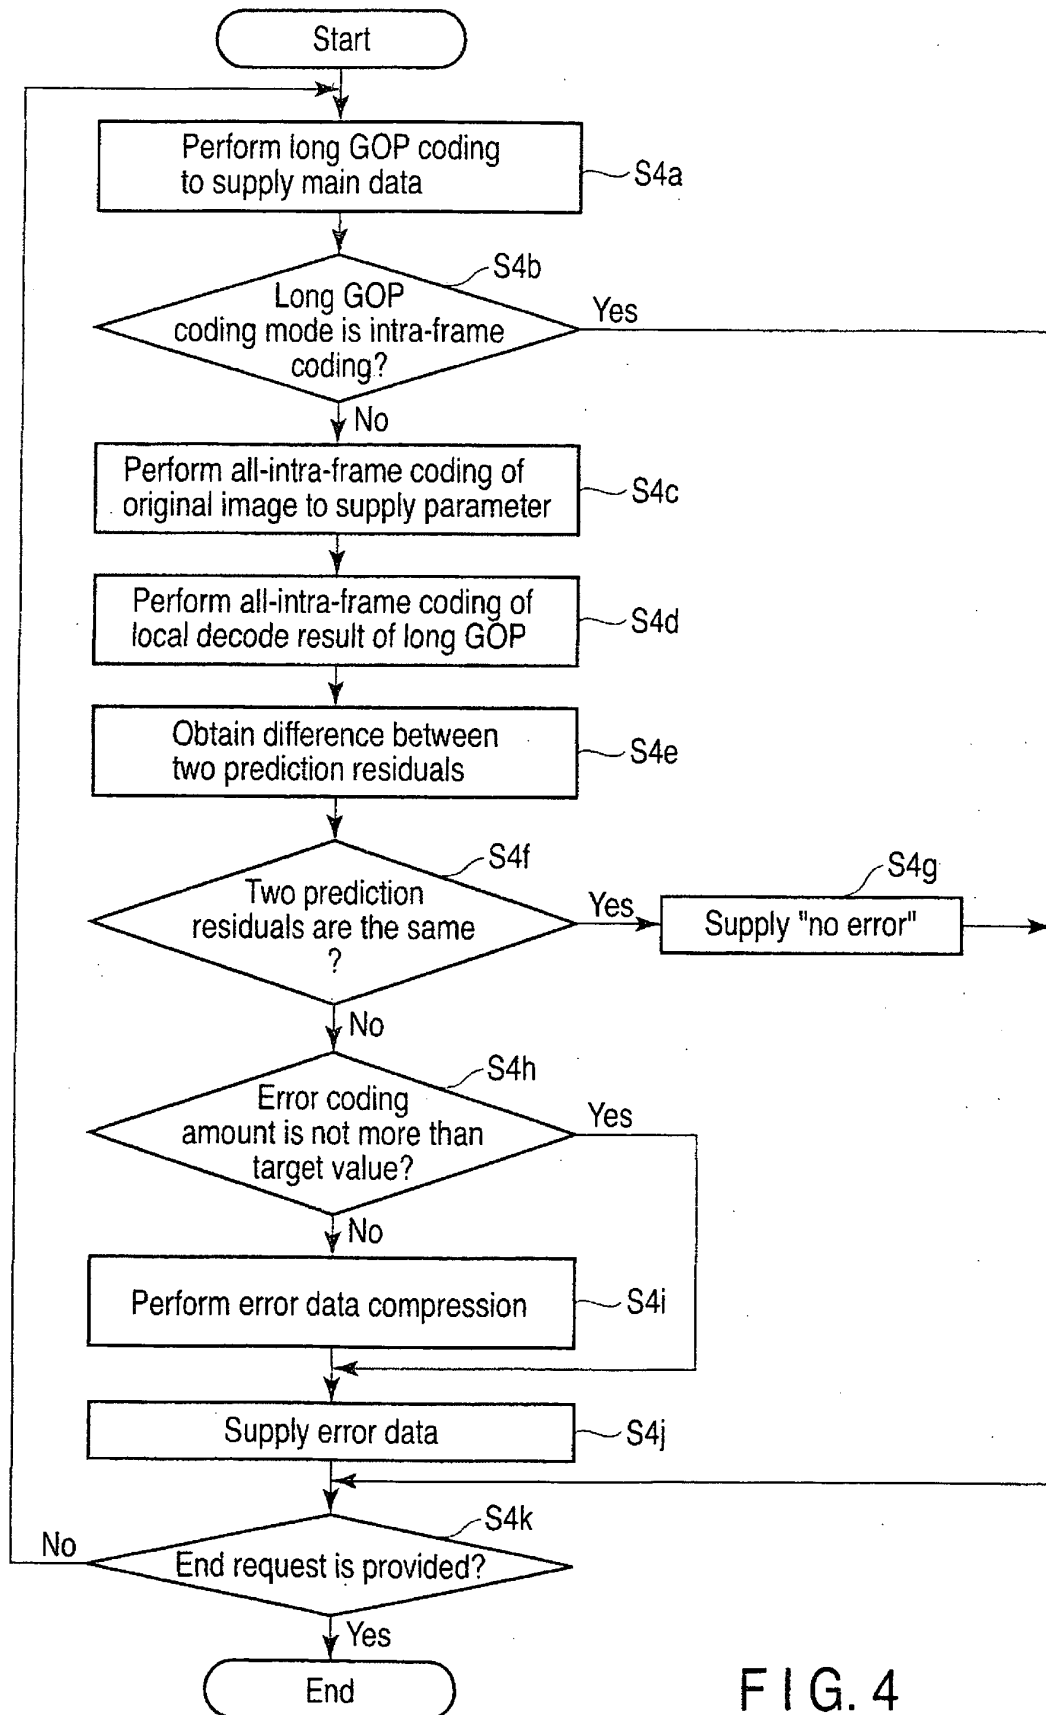 Start
Perform long GOP coding
to supply main data
S4a
S4b
Long GOP
coding mode is intra-frame
coding?
Yes
No
Perform all-intra-frame coding of
original image to supply parameter
S4c
Perform all-intra-frame coding of
local decode result of long GOP
S4d
Obtain difference between
two prediction residuals
S4e
S4f
Two prediction
residuals are the same
?
Yes
S4g
Supply "no error"
No
S4h
Error coding
amount is not more than
target value?
Yes
No
Perform error data compression
S4i
Supply error data
S4j
S4k
No
End request is provided?
Yes
End
FIG. 4